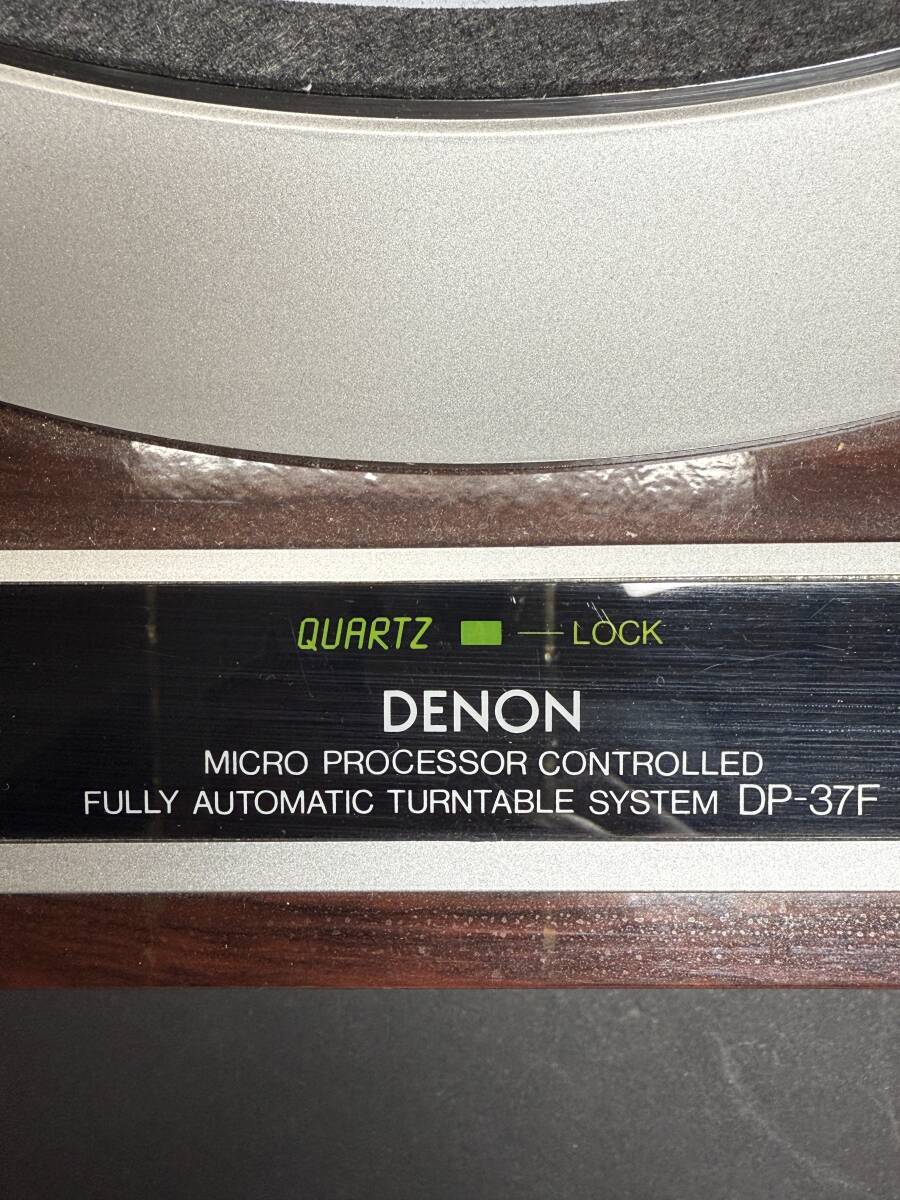 QUARTZ LOCK
DENON
MICRO PROCESSOR CONTROLLED
FULLY AUTOMATIC TURNTABLE SYSTEM DP-37F